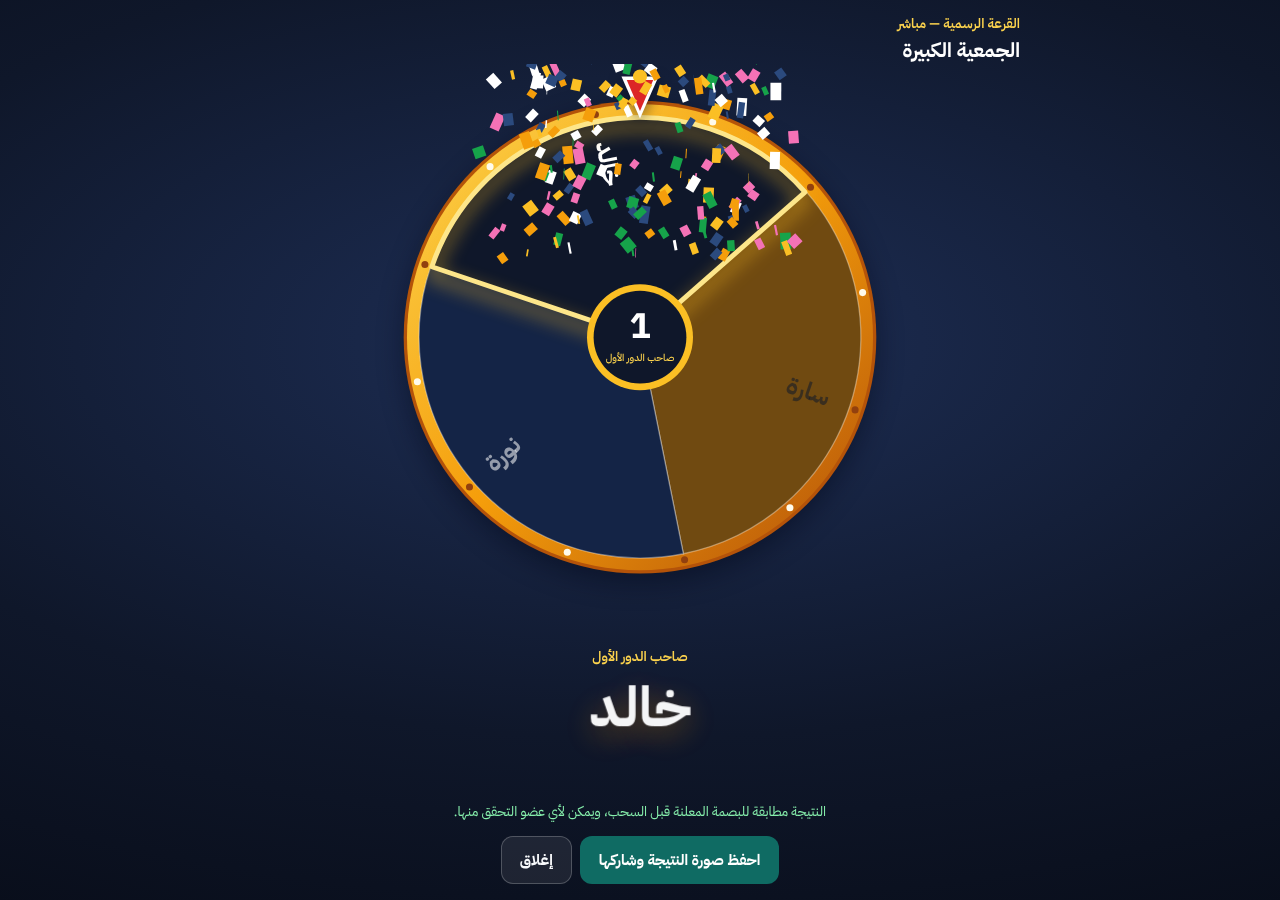 القرعة الرسمية — مباشر
الجمعية الكبيرة
خالد
سارة
نورة
1
صاحب الدور الأول
صاحب الدور الأول
خالد
النتيجة مطابقة للبصمة المعلنة قبل السحب، ويمكن لأي عضو التحقق منها.
احفظ صورة النتيجة وشاركها
إغلاق